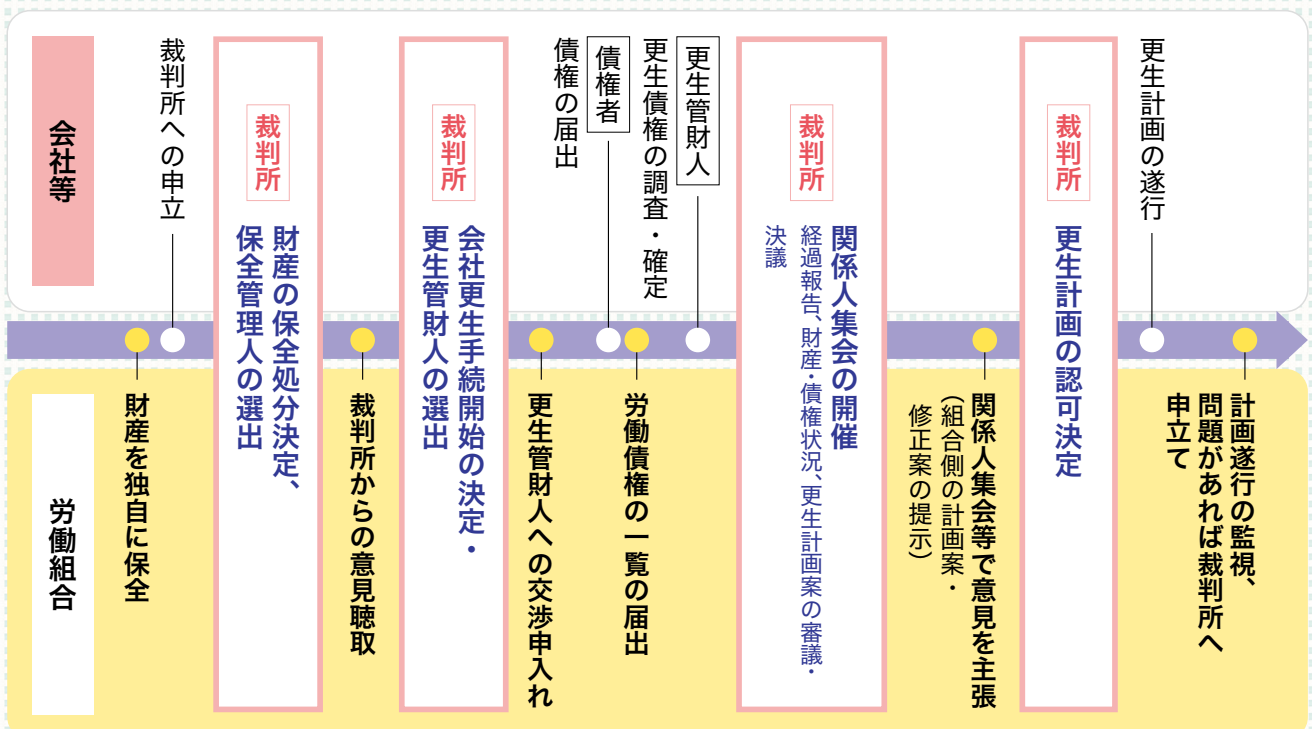 会社等
裁判所への申立
裁判所
財産の保全処分決定、
保全管理人の選出
裁判所
会社更生手続開始の決定・
更生管財人の選出
債権者
債権の届出
更生管財人
更生債権の調査・確定
裁判所
関係人集会の開催
経過報告、財産・債権状況、更生計画案の審議・
決議
裁判所
更生計画の認可決定
更生計画の遂行
労働組合
財産を独自に保全
裁判所からの意見聴取
更生管財人への交渉申入れ
労働債権の一覧の届出
関係人集会等で意見を主張
（組合側の計画案・
修正案の提示）
計画遂行の監視、
問題があれば裁判所へ
申立て